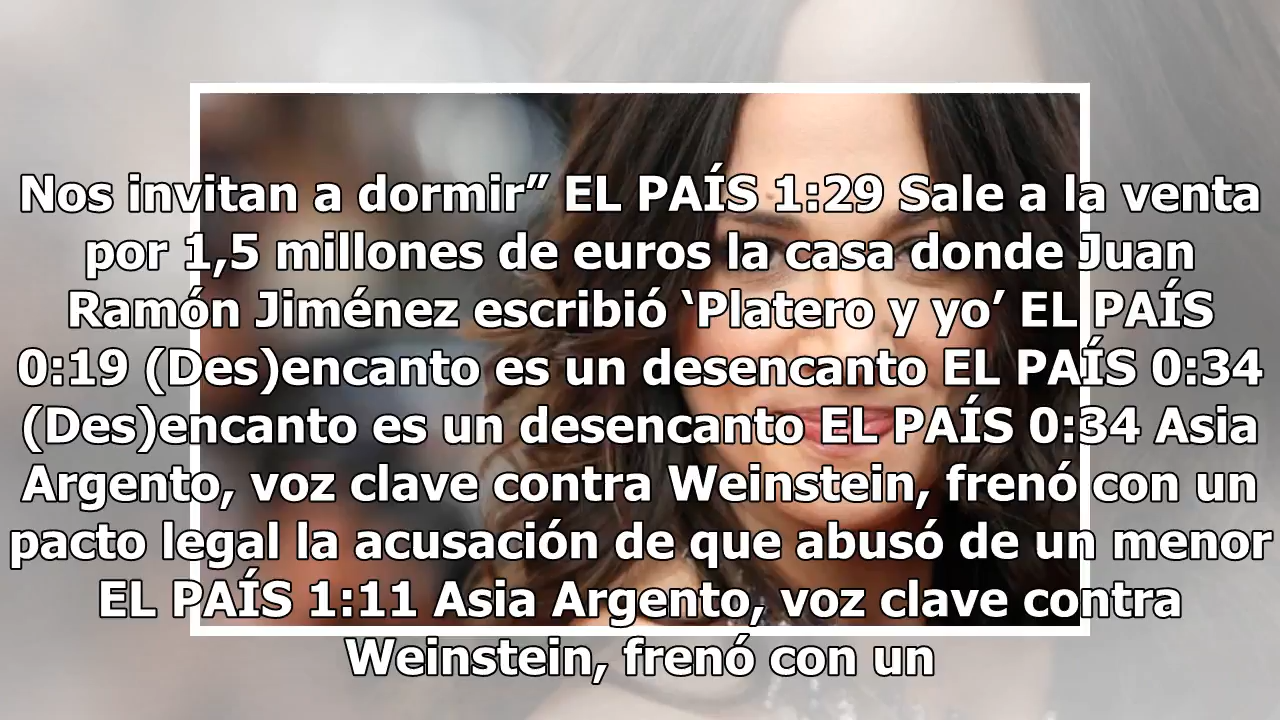 Nos invitan a dormir” EL PAÍS 1:29 Sale a la venta
por 1,5 millones de euros la casa donde Juan
Ramón Jiménez escribió ‘Platero y yo’ EL PAÍS
0:19 (Des)encanto es un desencanto EL PAÍS 0:34
(Des)encanto es un desencanto EL PAÍS 0:34 Asia
Argento, voz clave contra Weinstein, frenó con un
pacto legal la acusación de que abusó de un menor
EL PAÍS 1:11 Asia Argento, voz clave contra
Weinstein, frenó con un